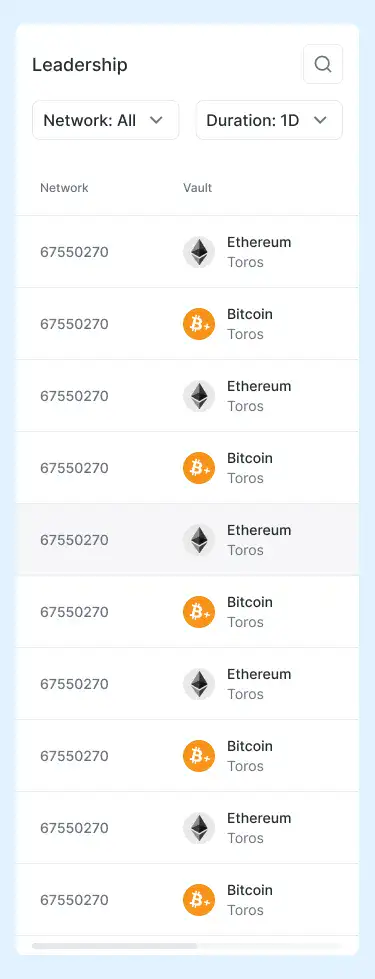 Leadership
Network: All
Duration: 1D
Network Vault
67550270 Ethereum
Toros
67550270 Bitcoin
Toros
67550270 Ethereum
Toros
67550270 Bitcoin
Toros
67550270 Ethereum
Toros
67550270 Bitcoin
Toros
67550270 Ethereum
Toros
67550270 Bitcoin
Toros
67550270 Ethereum
Toros
67550270 Bitcoin
Toros